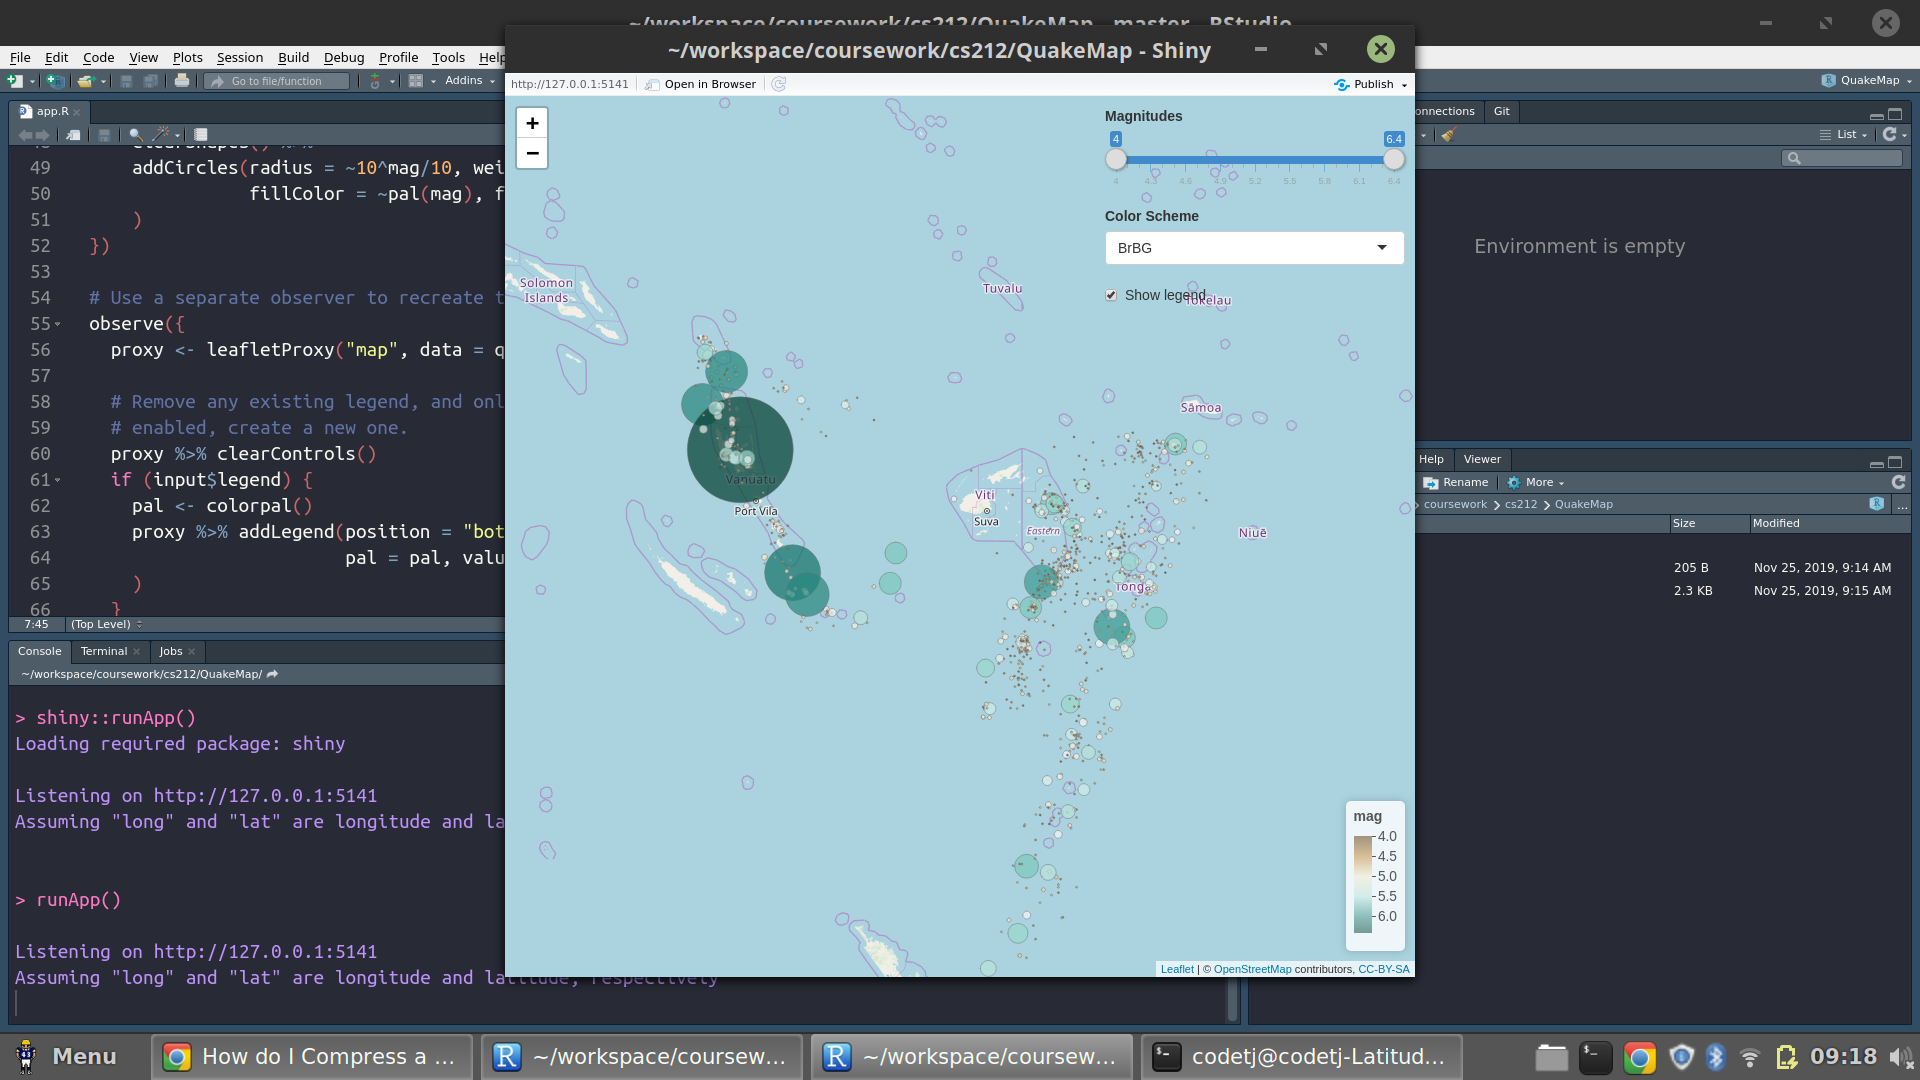 ~/workspace/coursework/cs212/QuakeMap - master - RStudio
~/workspace/coursework/cs212/QuakeMap - Shiny
File Edit Code View Plots Session Build Debug Profile Tools Help
Go to file/function
Addins
QuakeMap
http://127.0.0.1:5141
Open in Browser
Publish
app.R
49 addCircles(radius = ~10^mag/10, wei
50 fillColor = ~pal(mag), f
51 )
52 })
53
54 # Use a separate observer to recreate t
55 observe({
56 proxy <- leafletProxy("map", data = q
57
58 # Remove any existing legend, and onl
59 # enabled, create a new one.
60 proxy %>% clearControls()
61 if (input$legend) {
62 pal <- colorpal()
63 proxy %>% addLegend(position = "bot
64 pal = pal, valu
65 )
66 }
7:45 (Top Level)
Console Terminal Jobs
~/workspace/coursework/cs212/QuakeMap/
> shiny::runApp()
Loading required package: shiny
Listening on http://127.0.0.1:5141
Assuming "long" and "lat" are longitude and la
> runApp()
Listening on http://127.0.0.1:5141
Assuming "long" and "lat" are longitude and latitude, respectively
+
−
Magnitudes
4 6.4
4 4.3 4.6 4.9 5.2 5.5 5.8 6.1 6.4
Color Scheme
BrBG
Show legend
Tokelau
Solomon
Islands
Tuvalu
Sāmoa
Vanuatu
Port Vila
Viti
Suva
Eastern
Niuē
Tonga
mag
4.0
4.5
5.0
5.5
6.0
Leaflet | © OpenStreetMap contributors, CC-BY-SA
onnections Git
List
Environment is empty
Help Viewer
Rename More
coursework cs212 QuakeMap ...
Size Modified
205 B Nov 25, 2019, 9:14 AM
2.3 KB Nov 25, 2019, 9:15 AM
Menu
How do I Compress a ...
~/workspace/coursew...
~/workspace/coursew...
codetj@codetj-Latitud...
09:18